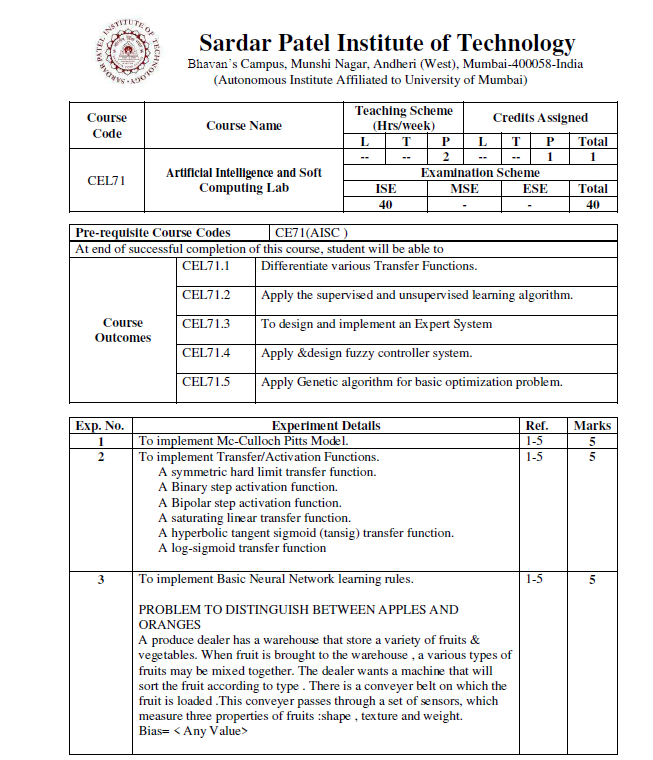 SARDAR PATEL INSTITUTE OF TECHNOLOGY
Sardar Patel Institute of Technology
Bhavan's Campus, Munshi Nagar, Andheri (West), Mumbai-400058-India
(Autonomous Institute Affiliated to University of Mumbai)
Course Code Course Name Teaching Scheme (Hrs/week) Credits Assigned
L T P L T P Total
CEL71 Artificial Intelligence and Soft Computing Lab -- -- 2 -- -- 1 1
Examination Scheme
ISE MSE ESE Total
40 - - 40
Pre-requisite Course Codes CE71(AISC )
At end of successful completion of this course, student will be able to
Course Outcomes
CEL71.1 Differentiate various Transfer Functions.
CEL71.2 Apply the supervised and unsupervised learning algorithm.
CEL71.3 To design and implement an Expert System
CEL71.4 Apply &design fuzzy controller system.
CEL71.5 Apply Genetic algorithm for basic optimization problem.
Exp. No. Experiment Details Ref. Marks
1 To implement Mc-Culloch Pitts Model. 1-5 5
2 To implement Transfer/Activation Functions. 1-5 5
A symmetric hard limit transfer function.
A Binary step activation function.
A Bipolar step activation function.
A saturating linear transfer function.
A hyperbolic tangent sigmoid (tansig) transfer function.
A log-sigmoid transfer function
3 To implement Basic Neural Network learning rules. 1-5 5
PROBLEM TO DISTINGUISH BETWEEN APPLES AND
ORANGES
A produce dealer has a warehouse that store a variety of fruits &
vegetables. When fruit is brought to the warehouse , a various types of
fruits may be mixed together. The dealer wants a machine that will
sort the fruit according to type . There is a conveyer belt on which the
fruit is loaded .This conveyer passes through a set of sensors, which
measure three properties of fruits :shape , texture and weight.
Bias= < Any Value>